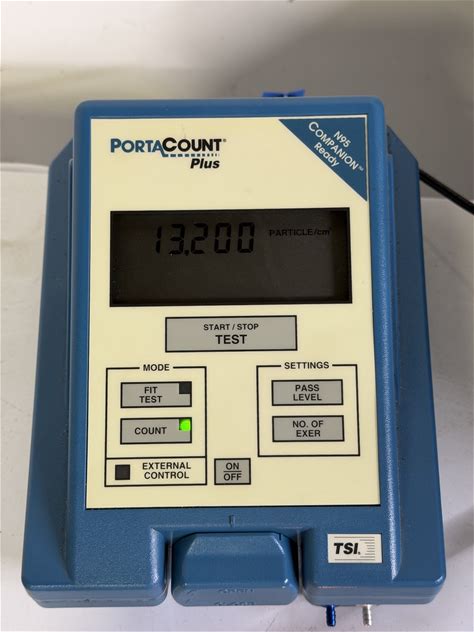 PORTACOUNT®
Plus
N95
COMPANION™
Ready
13,200 PARTICLE/cm³
START / STOP
TEST
MODE
SETTINGS
FIT
TEST
PASS
LEVEL
COUNT
NO. OF
EXER
EXTERNAL
CONTROL
ON
OFF
TSI